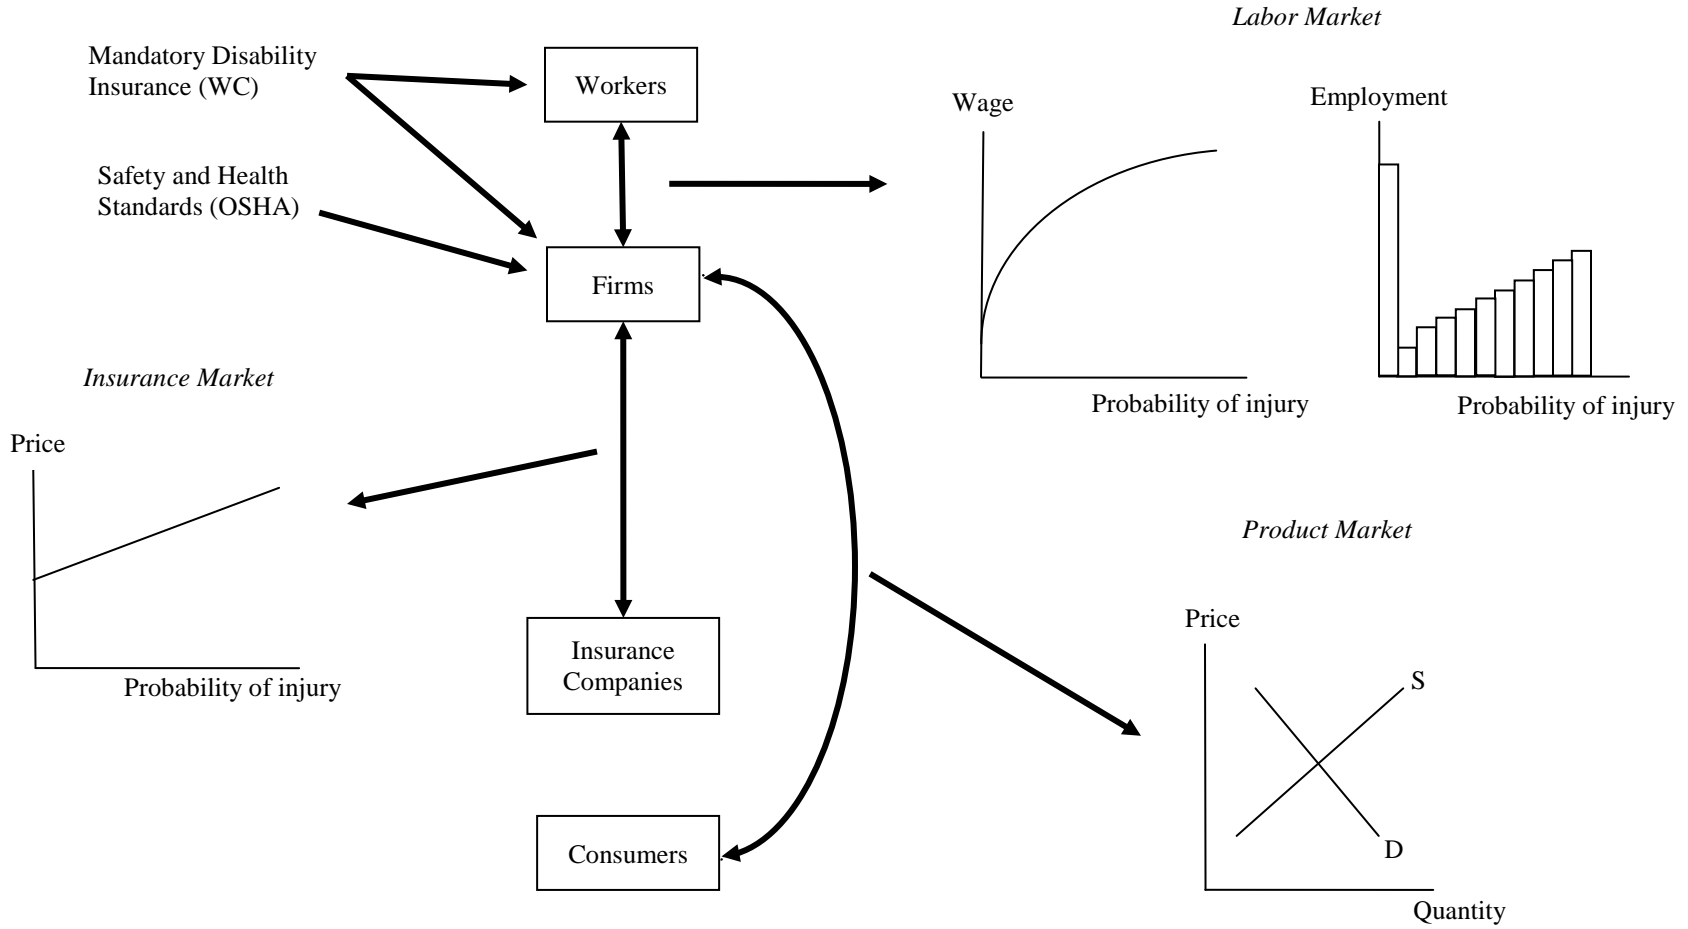 Labor Market
Mandatory Disability
Insurance (WC)
Workers
Wage
Employment
Safety and Health
Standards (OSHA)
Firms
Insurance Market
Probability of injury
Probability of injury
Price
Product Market
Price
Insurance
Companies
Probability of injury
S
Consumers
D
Quantity